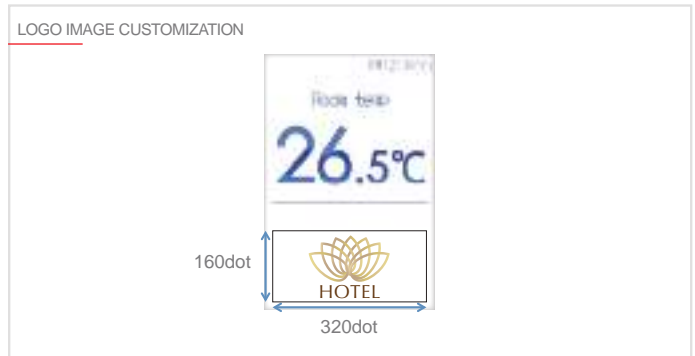 LOGO IMAGE CUSTOMIZATION
Room temp
26.5°C
160dot
HOTEL
320dot